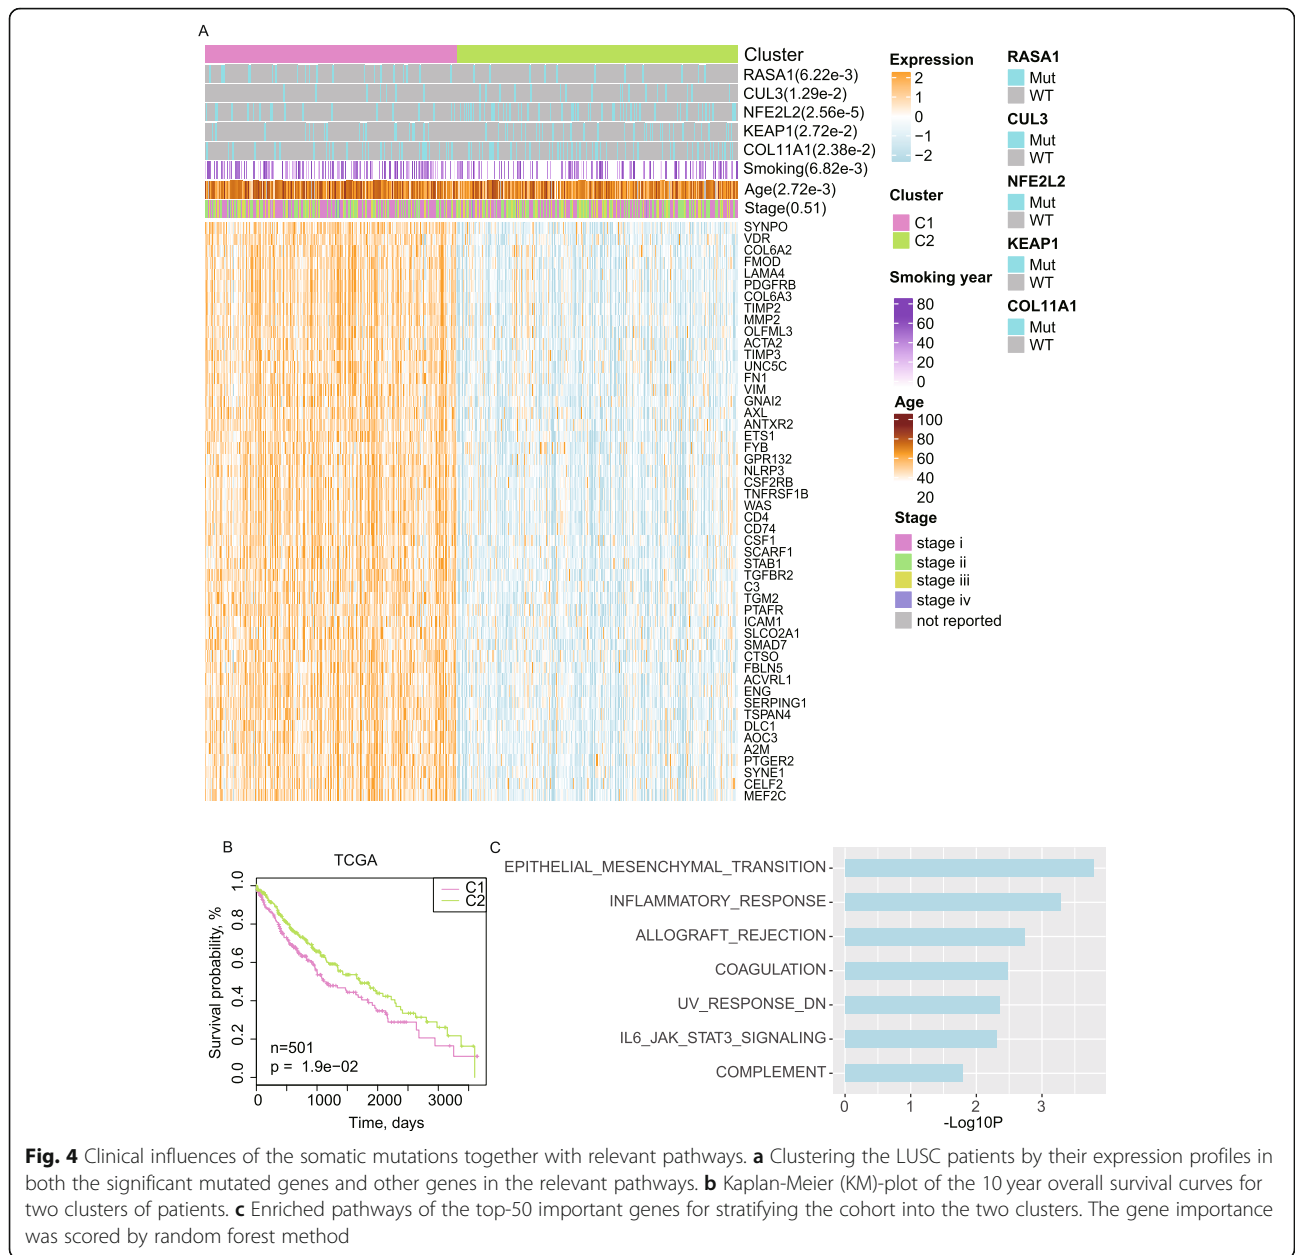 A
Cluster
RASA1(6.22e-3)
CUL3(1.29e-2)
NFE2L2(2.56e-5)
KEAP1(2.72e-2)
COL11A1(2.38e-2)
Smoking(6.82e-3)
Age(2.72e-3)
Stage(0.51)
SYNPO
VDR
COL6A2
FMOD
LAMA4
PDGFRB
COL6A3
TIMP2
MMP2
OLFML3
ACTA2
TIMP3
UNC5C
FN1
VIM
GNAI2
AXL
ANTXR2
ETS1
FYB
GPR132
NLRP3
CSF2RB
TNFRSF1B
WAS
CD4
CD74
CSF1
SCARF1
STAB1
TGFBR2
C3
TGM2
PTAFR
ICAM1
SLCO2A1
SMAD7
CTSO
FBLN5
ACVRL1
ENG
SERPING1
TSPAN4
DLC1
AOC3
A2M
PTGER2
SYNE1
CELF2
MEF2C
Expression
2
1
0
−1
−2
Cluster
C1
C2
Smoking year
80
60
40
20
0
Age
100
80
60
40
20
Stage
stage i
stage ii
stage iii
stage iv
not reported
RASA1
Mut
WT
CUL3
Mut
WT
NFE2L2
Mut
WT
KEAP1
Mut
WT
COL11A1
Mut
WT
B
TCGA
C1
C2
Survival probability, %
1.0
0.8
0.6
0.4
0.2
0.0
n=501
p = 1.9e−02
0 1000 2000 3000
Time, days
C
EPITHELIAL_MESENCHYMAL_TRANSITION
INFLAMMATORY_RESPONSE
ALLOGRAFT_REJECTION
COAGULATION
UV_RESPONSE_DN
IL6_JAK_STAT3_SIGNALING
COMPLEMENT
0 1 2 3
-Log10P
Fig. 4 Clinical influences of the somatic mutations together with relevant pathways. a Clustering the LUSC patients by their expression profiles in
both the significant mutated genes and other genes in the relevant pathways. b Kaplan-Meier (KM)-plot of the 10 year overall survival curves for
two clusters of patients. c Enriched pathways of the top-50 important genes for stratifying the cohort into the two clusters. The gene importance
was scored by random forest method